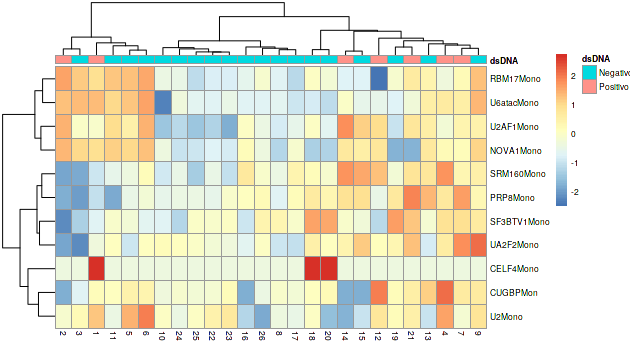 dsDNA
RBM17Mono
U6atacMono
U2AF1Mono
NOVA1Mono
SRM160Mono
PRP8Mono
SF3BTV1Mono
UA2F2Mono
CELF4Mono
CUGBPMon
U2Mono
2 3 1 11 5 6 10 24 25 22 23 16 26 8 17 18 20 14 15 12 19 21 13 4 7 9
2
1
0
-1
-2
dsDNA
Negative
Positive